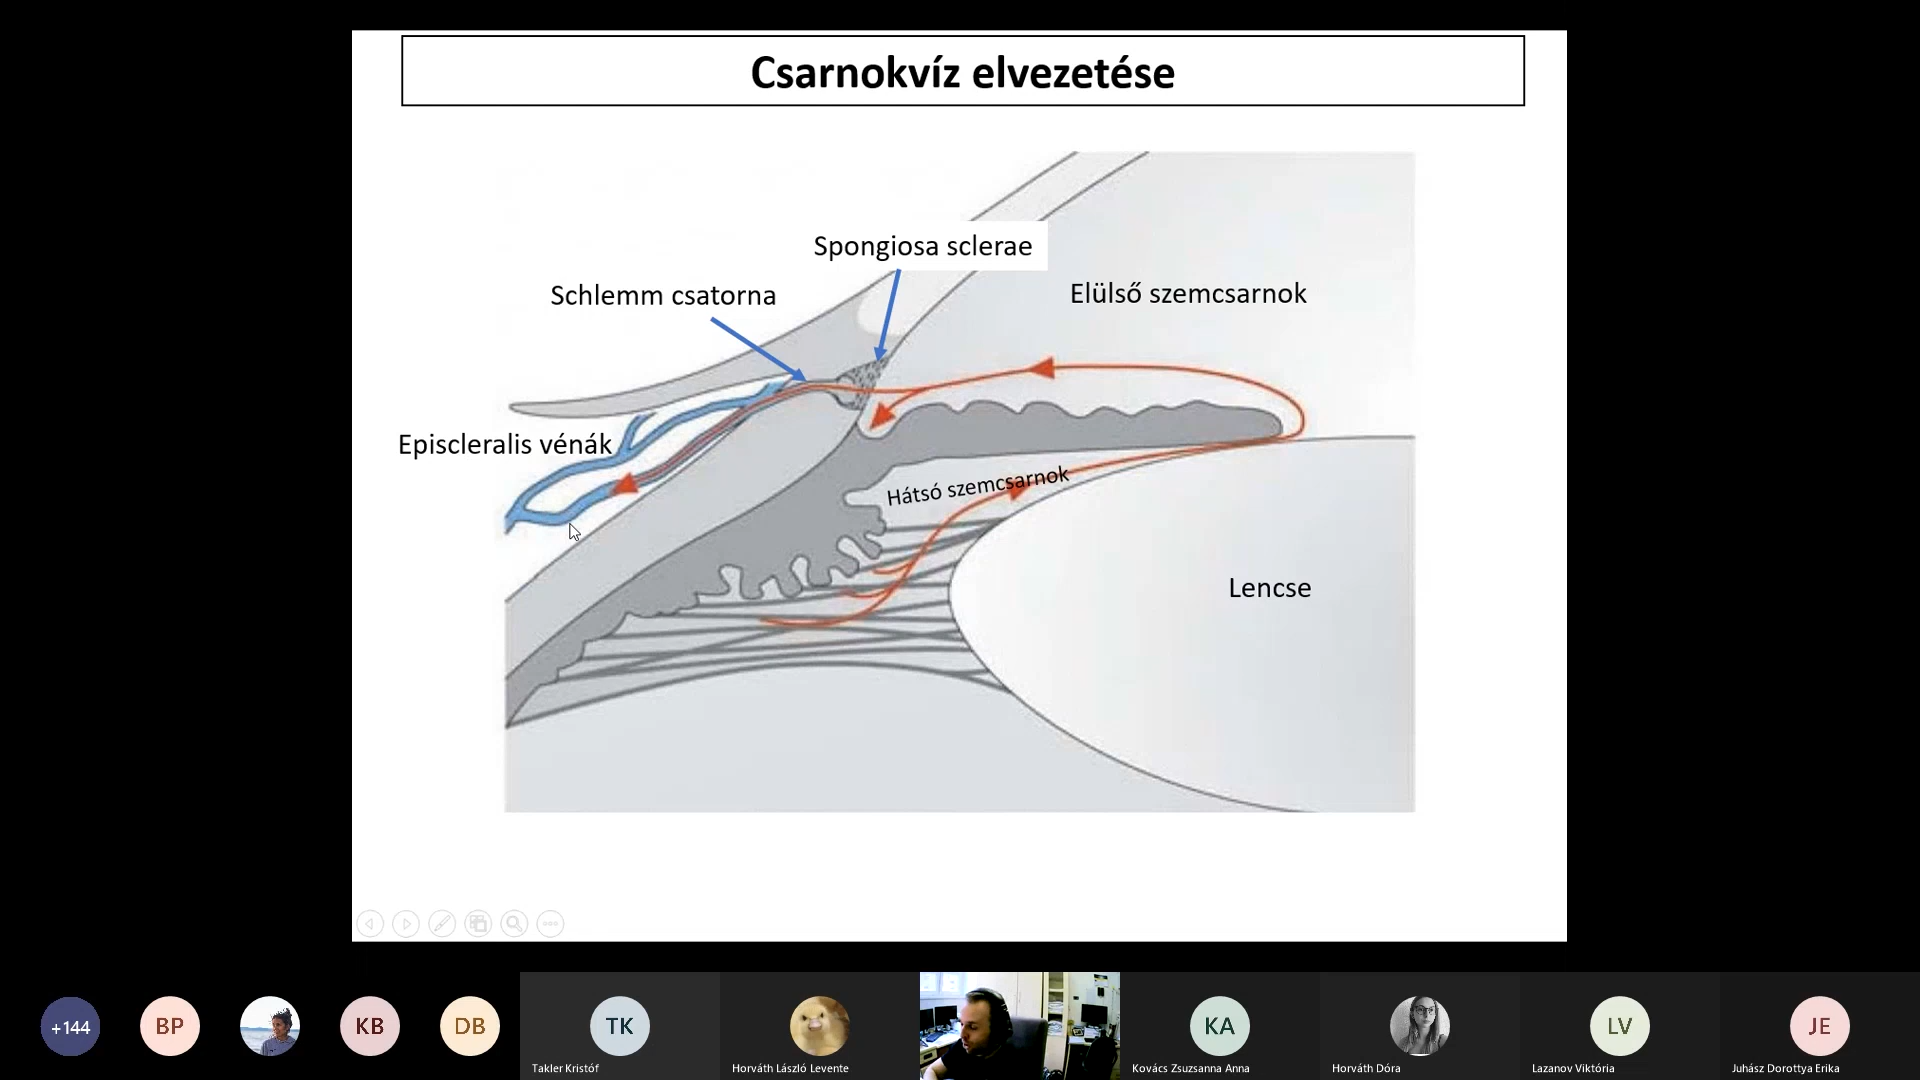 Csarnokvíz elvezetése
Spongiosa sclerae
Schlemm csatorna
Elülső szemcsarnok
Episcleralis vénák
Hátsó szemcsarnok
Lencse
+144
BP
KB
DB
TK
KA
LV
JE
Takler Kristóf
Horváth László Levente
Kovács Zsuzsanna Anna
Horváth Dóra
Lazanov Viktória
Juhász Dorottya Erika